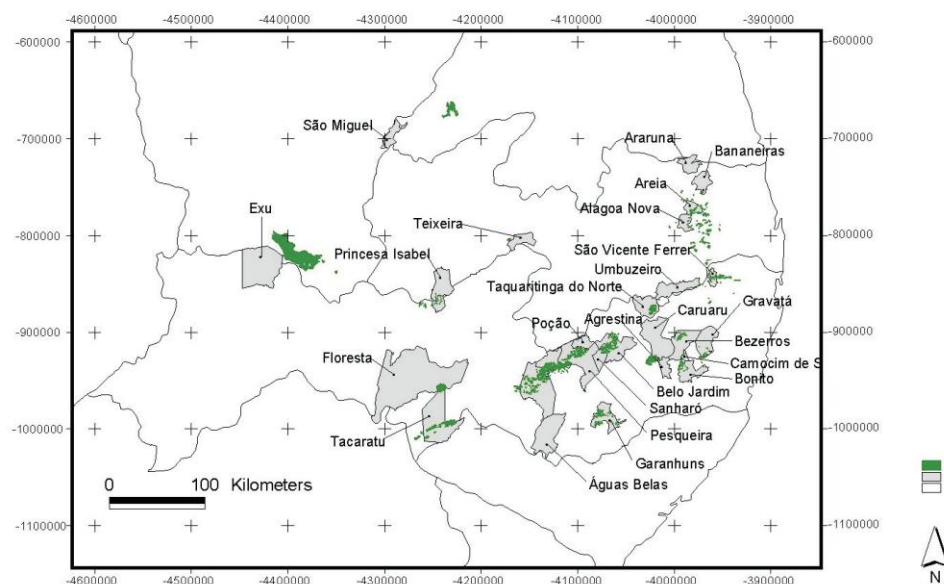 -4600000 -4500000 -4400000 -4300000 -4200000 -4100000 -4000000 -3900000
-600000 -600000
São Miguel
-700000 -700000
Araruna
Bananeiras
Areia
Alagoa Nova
Exu
Teixeira
-800000 -800000
Princesa Isabel
São Vicente Ferrer
Umbuzeiro
Taquaritinga do Norte
Gravatá
Caruaru
Agrestina
Poção
-900000 -900000
Bezerros
Floresta
Camocim de S
Bonito
Belo Jardim
Sanharó
-1000000 -1000000
Tacaratu
Pesqueira
Garanhuns
Águas Belas
0 100 Kilometers
-1100000 -1100000
N
-4600000 -4500000 -4400000 -4300000 -4200000 -4100000 -4000000 -3900000